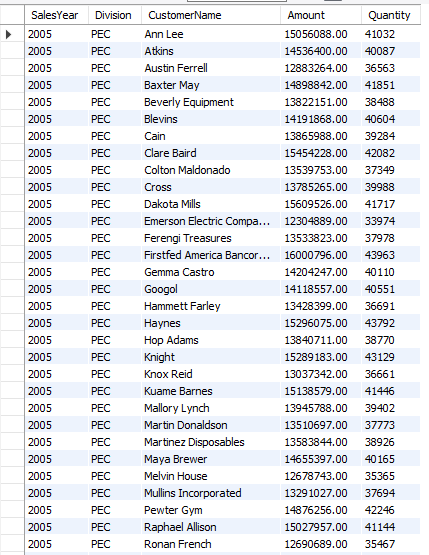 SalesYear Division CustomerName Amount Quantity
2005 PEC Ann Lee 15056088.00 41032
2005 PEC Atkins 14536400.00 40087
2005 PEC Austin Ferrell 12883264.00 36563
2005 PEC Baxter May 14898842.00 41851
2005 PEC Beverly Equipment 13822151.00 38488
2005 PEC Blevins 14191868.00 40604
2005 PEC Cain 13865988.00 39284
2005 PEC Clare Baird 15454228.00 42082
2005 PEC Colton Maldonado 13539753.00 37349
2005 PEC Cross 13785265.00 39988
2005 PEC Dakota Mills 15609526.00 41717
2005 PEC Emerson Electric Compa... 12304889.00 33974
2005 PEC Ferengi Treasures 13533823.00 37978
2005 PEC Firstfed America Bancor... 16000796.00 43963
2005 PEC Gemma Castro 14204247.00 40110
2005 PEC Googol 14118557.00 40551
2005 PEC Hammett Farley 13428399.00 36691
2005 PEC Haynes 15296075.00 43792
2005 PEC Hop Adams 13840711.00 38770
2005 PEC Knight 15289183.00 43129
2005 PEC Knox Reid 13037342.00 36661
2005 PEC Kuame Barnes 15138579.00 41446
2005 PEC Mallory Lynch 13945788.00 39402
2005 PEC Martin Donaldson 13510697.00 37773
2005 PEC Martinez Disposables 13583844.00 38926
2005 PEC Maya Brewer 14655397.00 40165
2005 PEC Melvin House 12678743.00 35365
2005 PEC Mullins Incorporated 13291027.00 37694
2005 PEC Pewter Gym 14876256.00 42246
2005 PEC Raphael Allison 15027957.00 41144
2005 PEC Ronan French 12690689.00 35467